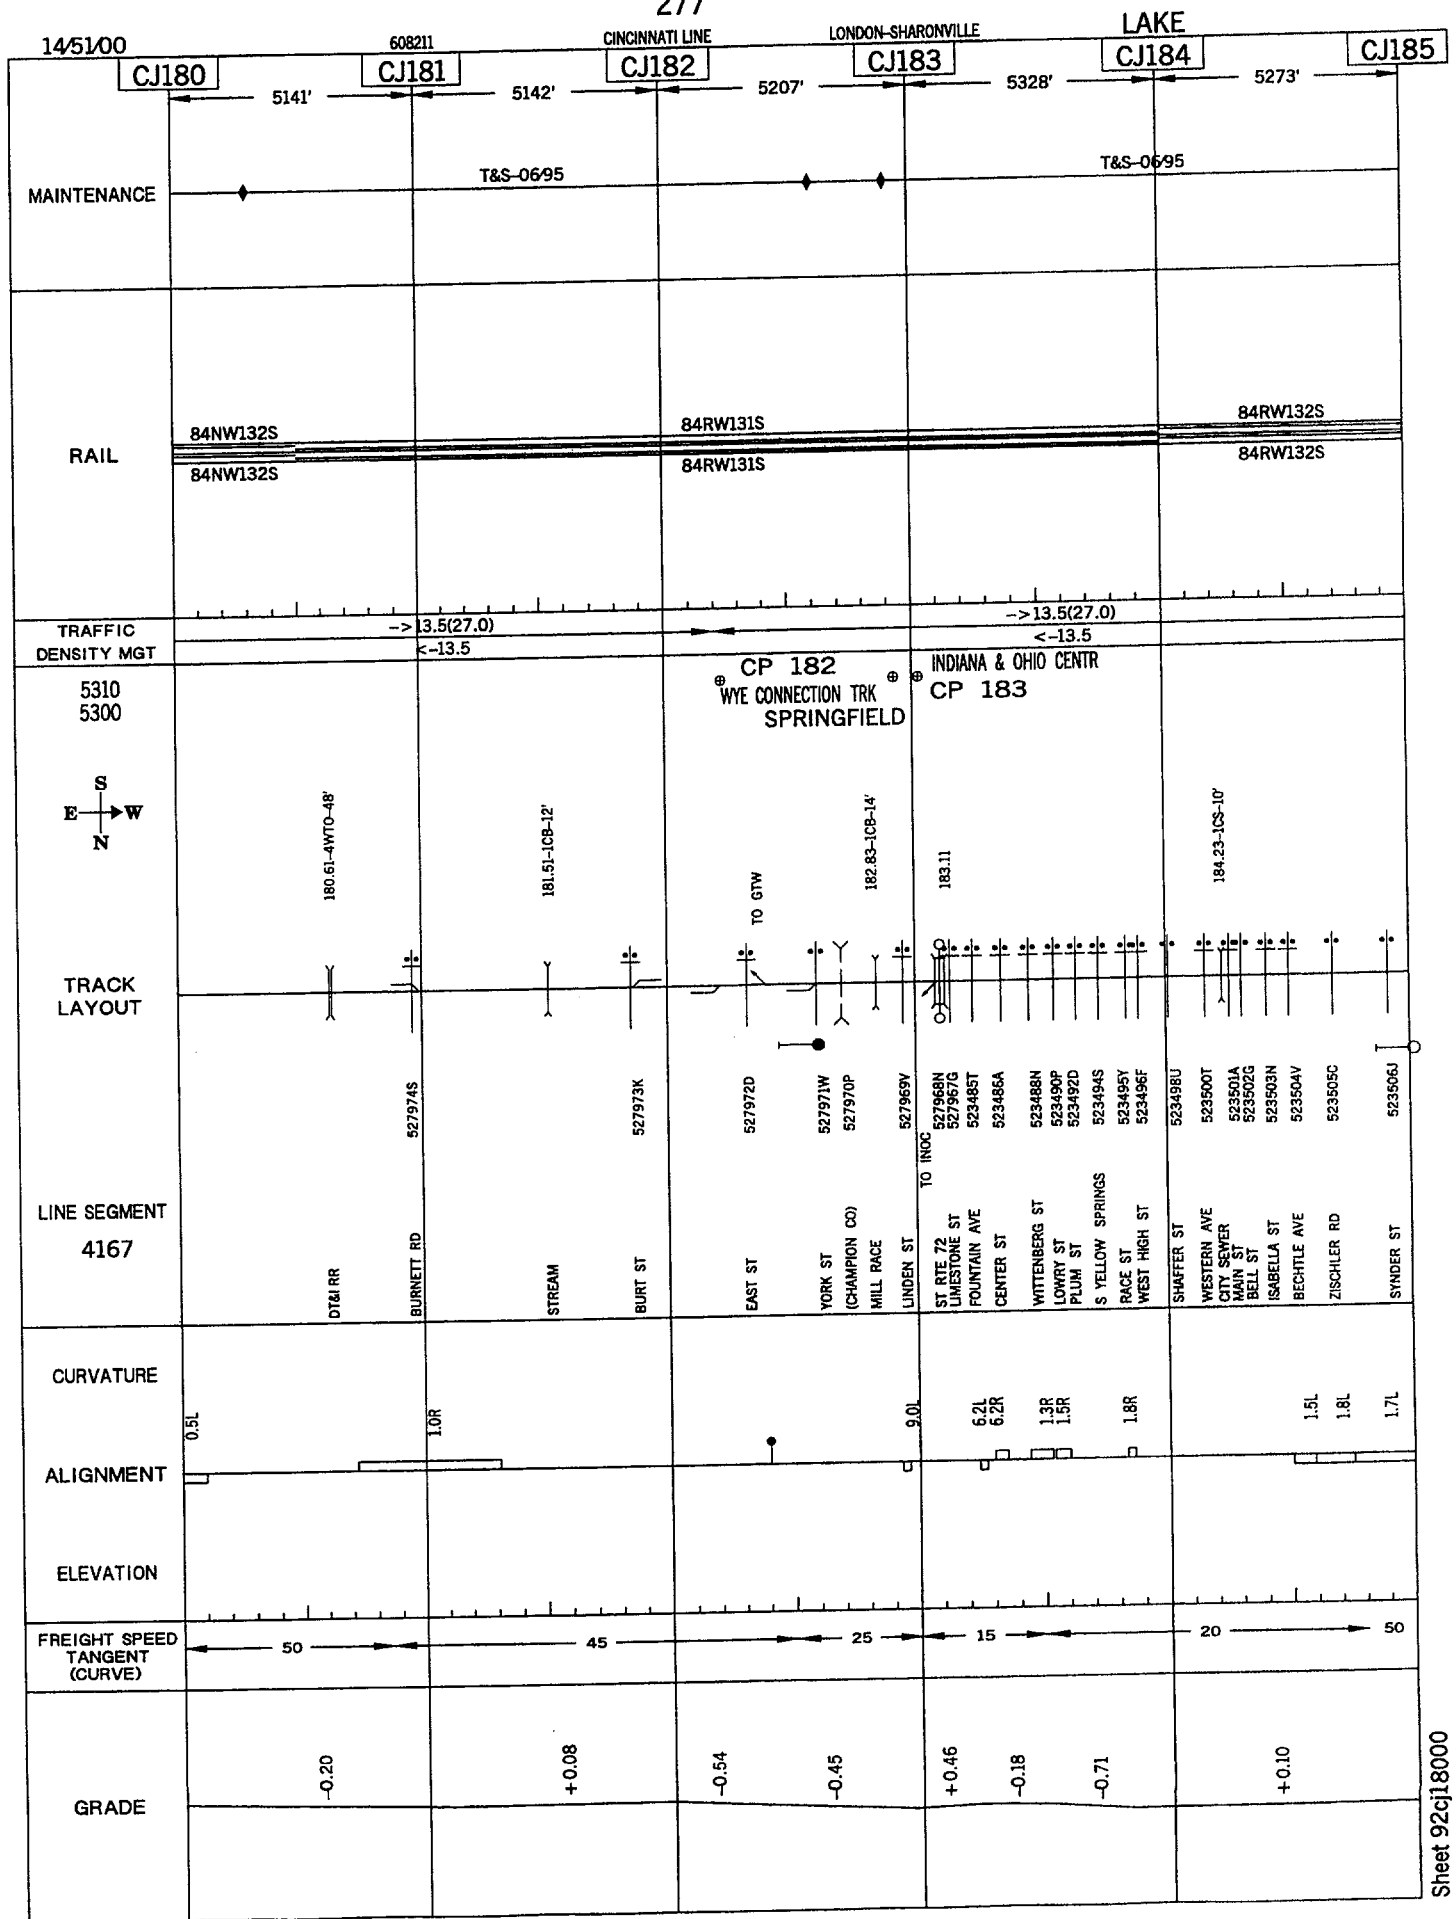 277
14/51/00
608211
CINCINNATI LINE
LONDON-SHARONVILLE
LAKE
CJ180
CJ181
CJ182
CJ183
CJ184
CJ185
5141'
5142'
5207'
5328'
5273'
MAINTENANCE
T&S-06/95
T&S-06/95
RAIL
84NW132S
84RW131S
84RW132S
84NW132S
84RW131S
84RW132S
TRAFFIC
DENSITY MGT
->13.5(27.0)
->13.5(27.0)
<-13.5
<-13.5
5310
5300
CP 182
WYE CONNECTION TRK
SPRINGFIELD
INDIANA & OHIO CENTR
CP 183
S
E W
N
180.61-4WTO-48'
181.51-1CB-12'
TO GTW
182.83-1CB-14'
183.11
184.23-1CS-10'
TRACK
LAYOUT
527974S
527973K
527972D
527971W
527970P
527969V
TO INOC
527968N
527967G
523485T
523486A
523488N
523490P
523492D
523494S
523495Y
523496F
523498U
523500T
523501A
523502G
523503N
523504V
523505C
523506J
LINE SEGMENT
4167
DT&I RR
BURNETT RD
STREAM
BURT ST
EAST ST
YORK ST
(CHAMPION CO)
MILL RACE
LINDEN ST
ST RTE 72
LIMESTONE ST
FOUNTAIN AVE
CENTER ST
WITTENBERG ST
LOWRY ST
PLUM ST
S YELLOW SPRINGS
RACE ST
WEST HIGH ST
SHAFFER ST
WESTERN AVE
CITY SEWER
MAIN ST
BELL ST
ISABELLA ST
BECHTLE AVE
ZISCHLER RD
SYNDER ST
CURVATURE
0.5L
1.0R
9.0L
6.2L
6.2R
1.3R
1.5R
1.8R
1.5L
1.8L
1.7L
ALIGNMENT
ELEVATION
FREIGHT SPEED
TANGENT
(CURVE)
50
45
25
15
20
50
GRADE
-0.20
+0.08
-0.54
-0.45
+0.46
-0.18
-0.71
+0.10
Sheet 92cj18000